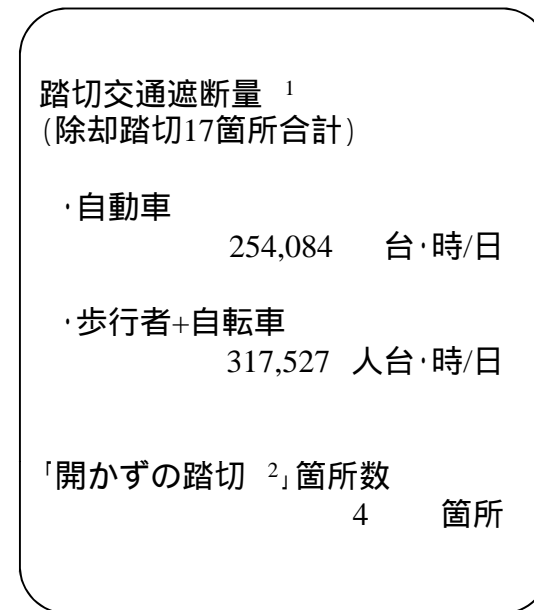 踏切交通遮断量 1
(除却踏切17箇所合計)
・自動車
254,084 台・時/日
・歩行者+自転車
317,527 人台・時/日
「開かずの踏切 2」箇所数
4 箇所